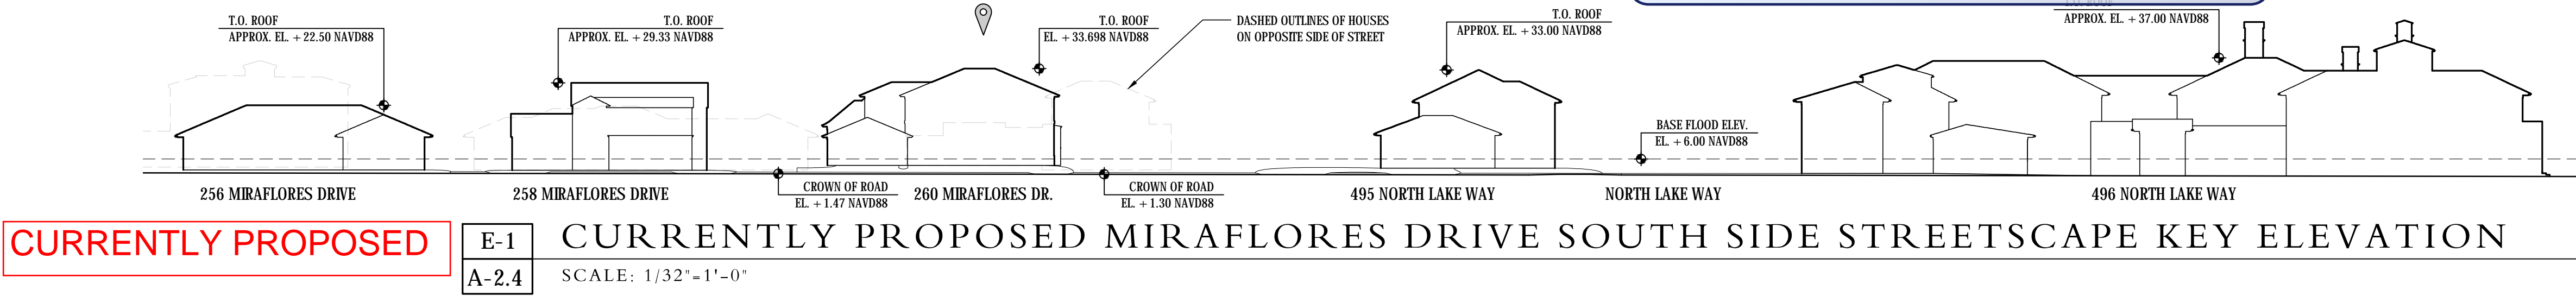 T.O. ROOF
APPROX. EL. + 22.50 NAVD88
T.O. ROOF
APPROX. EL. + 29.33 NAVD88
T.O. ROOF
EL. + 33.698 NAVD88
DASHED OUTLINES OF HOUSES
ON OPPOSITE SIDE OF STREET
T.O. ROOF
APPROX. EL. + 33.00 NAVD88
T.O. ROOF
APPROX. EL. + 37.00 NAVD88
BASE FLOOD ELEV.
EL. + 6.00 NAVD88
256 MIRAFLORES DRIVE
258 MIRAFLORES DRIVE
CROWN OF ROAD
EL. + 1.47 NAVD88
260 MIRAFLORES DR.
CROWN OF ROAD
EL. + 1.30 NAVD88
495 NORTH LAKE WAY
NORTH LAKE WAY
496 NORTH LAKE WAY
CURRENTLY PROPOSED
E-1
A-2.4
CURRENTLY PROPOSED MIRAFLORES DRIVE SOUTH SIDE STREETSCAPE KEY ELEVATION
SCALE: 1/32"=1'-0"